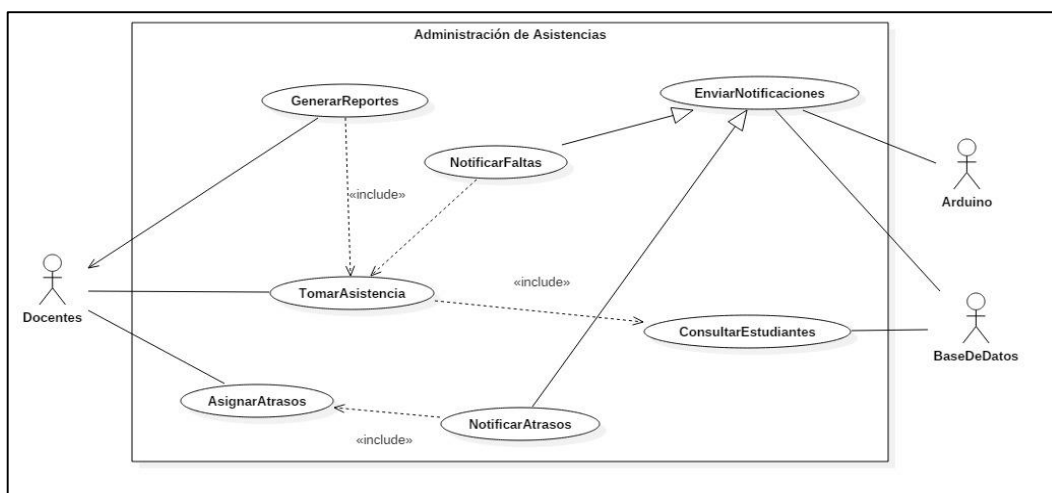 Administración de Asistencias
GenerarReportes
EnviarNotificaciones
NotificarFaltas
«include»
Arduino
Docentes
TomarAsistencia
«include»
ConsultarEstudiantes
BaseDeDatos
AsignarAtrasos
NotificarAtrasos
«include»